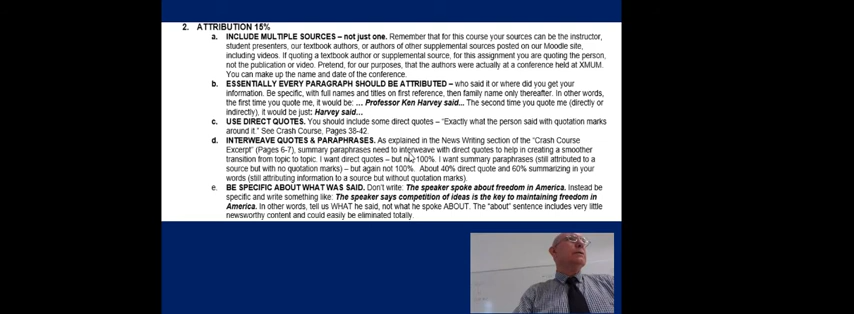 2. ATTRIBUTION 15%
a. INCLUDE MULTIPLE SOURCES – not just one. Remember that for this course your sources can be the instructor,
student presenters, our textbook authors, or authors of other supplemental sources posted on our Moodle site,
including videos. If quoting a textbook author or supplemental source, for this assignment you are quoting the person,
not the publication or video. Pretend, for our purposes, that the authors were actually at a conference held at XMUM.
You can make up the name and date of the conference.
b. ESSENTIALLY EVERY PARAGRAPH SHOULD BE ATTRIBUTED – who said it or where did you get your
information. Be specific, with full names and titles on first reference, then family name only thereafter. In other words,
the first time you quote me, it would be: … Professor Ken Harvey said... The second time you quote me (directly or
indirectly), it would be just: Harvey said…
c. USE DIRECT QUOTES. You should include some direct quotes – “Exactly what the person said with quotation marks
around it.” See Crash Course, Pages 38-42.
d. INTERWEAVE QUOTES & PARAPHRASES. As explained in the News Writing section of the “Crash Course
Excerpt” (Pages 6-7), summary paraphrases need to interweave with direct quotes to help in creating a smoother
transition from topic to topic. I want direct quotes – but not 100%. I want summary paraphrases (still attributed to a
source but with no quotation marks) – but again not 100%. About 40% direct quote and 60% summarizing in your
words (still attributing information to a source but without quotation marks).
e. BE SPECIFIC ABOUT WHAT WAS SAID. Don't write: The speaker spoke about freedom in America. Instead be
specific and write something like: The speaker says competition of ideas is the key to maintaining freedom in
America. In other words, tell us WHAT he said, not what he spoke ABOUT. The “about” sentence includes very little
newsworthy content and could easily be eliminated totally.